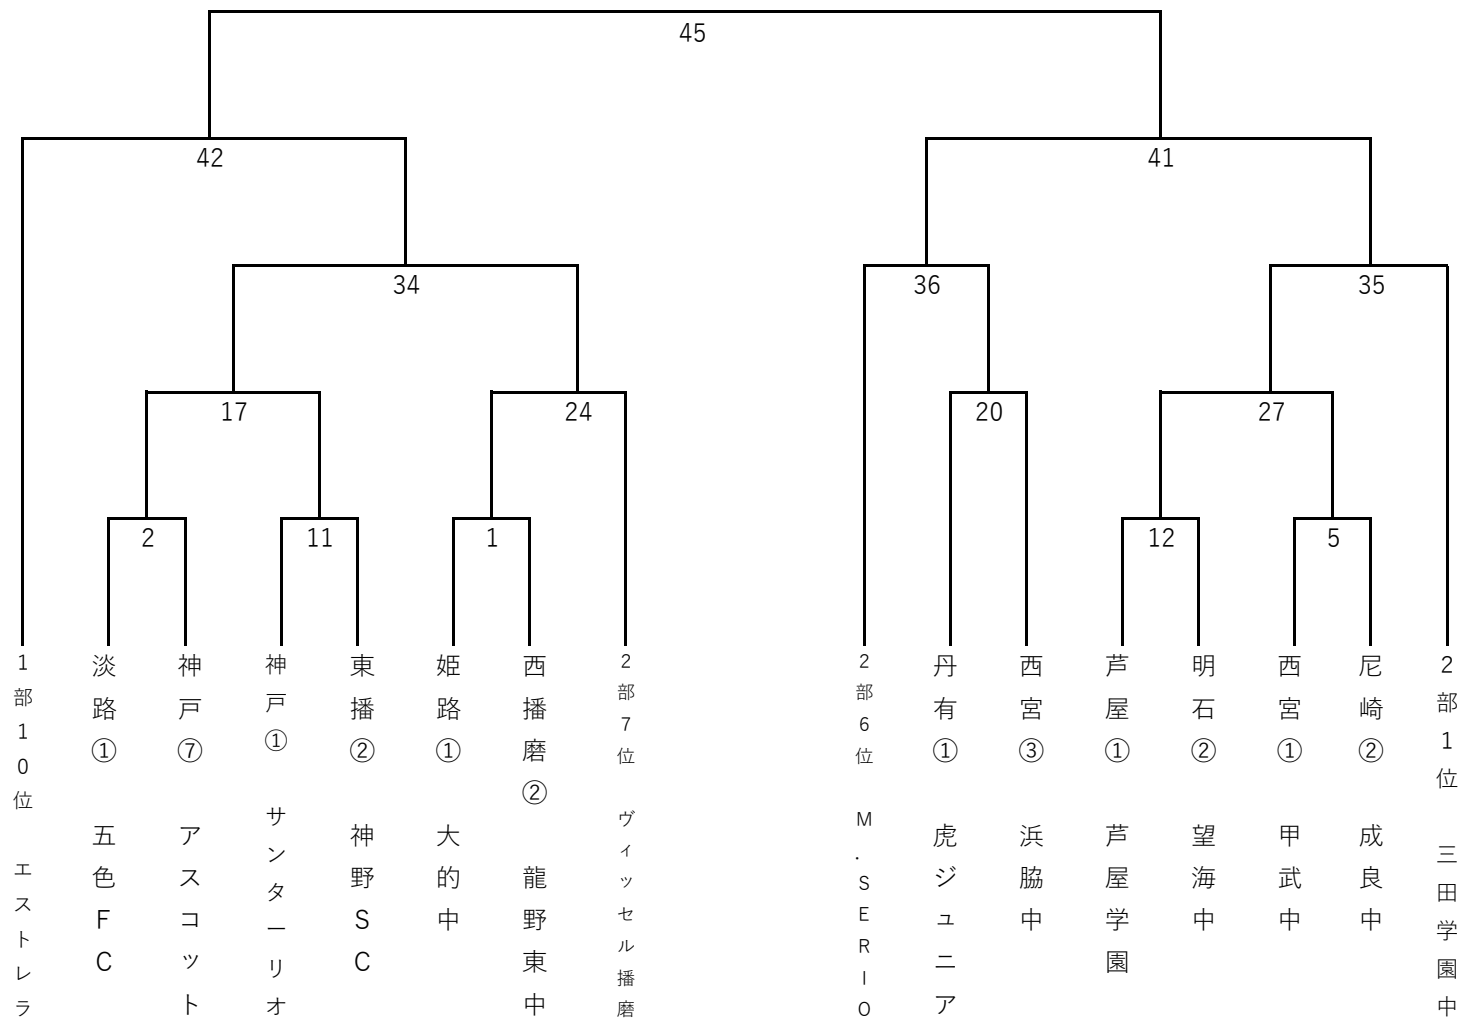 45
42
41
34
36
35
17
24
20
27
2
11
1
12
5
1部10位 エストレラ
淡路① 五色FC
神戸⑦ アスコット
神戸① サンターリオ
東播② 神野SC
姫路① 大的中
西播磨② 龍野東中
2部7位 ヴィッセル播磨
2部6位 M.SERIO
丹有① 虎ジュニア
西宮③ 浜脇中
芦屋① 芦屋学園
明石② 望海中
西宮① 甲武中
尼崎② 成良中
2部1位 三田学園中